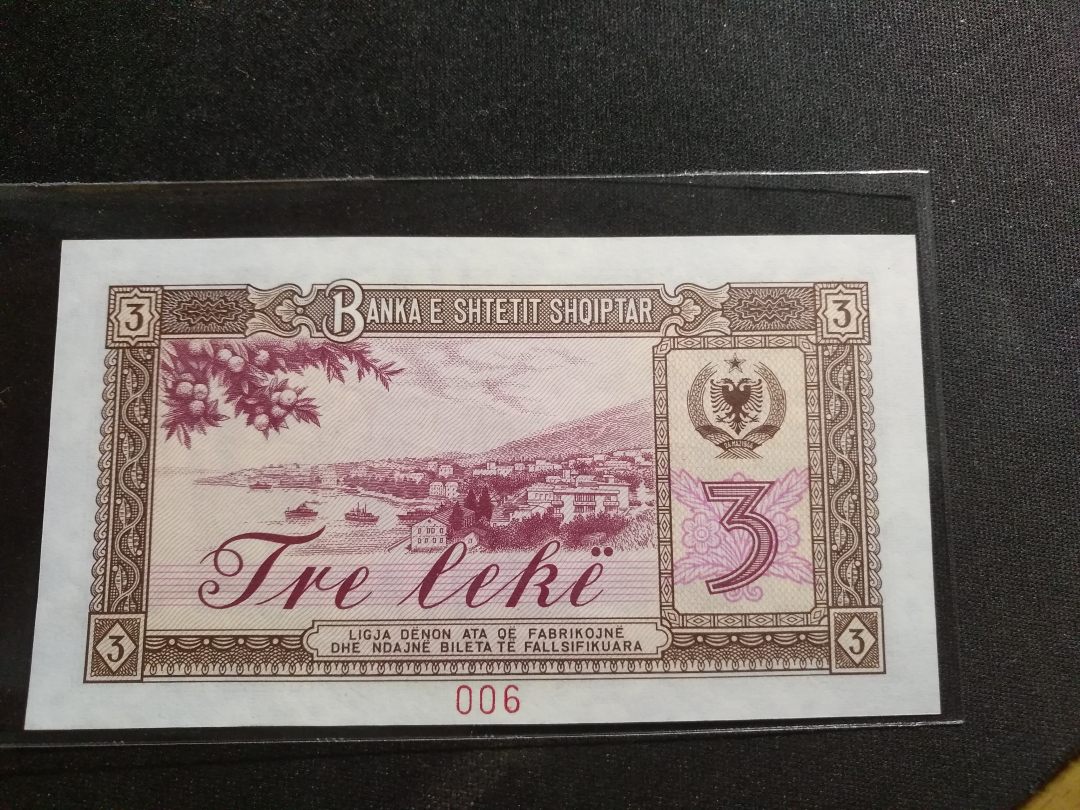 3 BANKA E SHTETIT SHQIPTAR 3
3
Tre lekë
LIGJA DËNON ATA QË FABRIKOJNË
DHE NDAJNË BILETA TË FALLSIFIKUARA
3 3
006